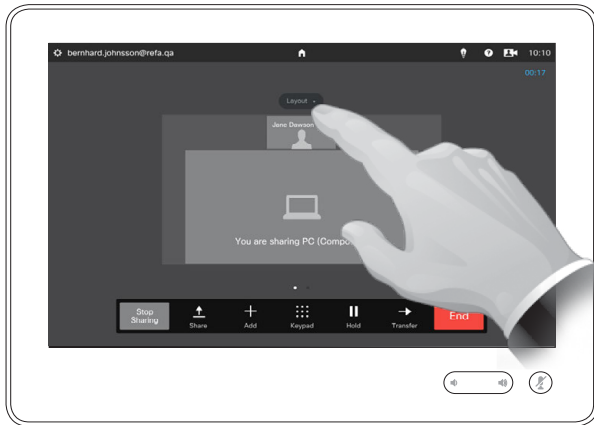 bernhard.johnsson@refa.qa
10:10
00:17
Layout
Jane Dawson
You are sharing PC
Stop
Sharing
Share
Add
Keypad
Hold
Transfer
End